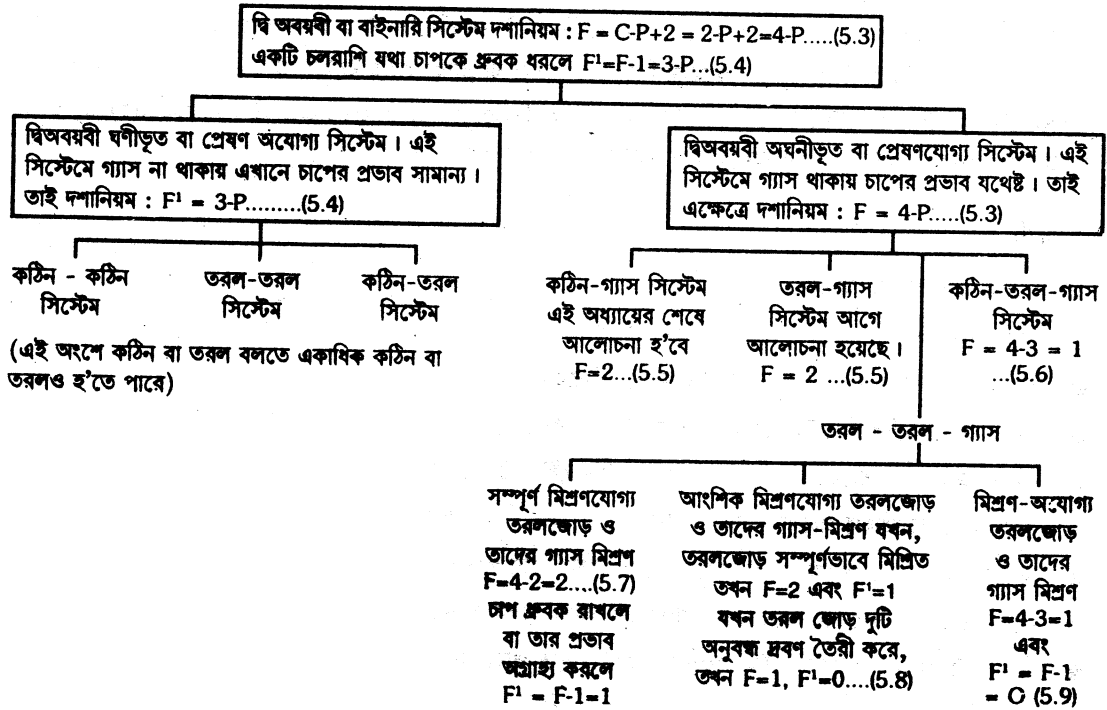 দ্বি অবয়বী বা বাইনারি সিস্টেম দশানিয়ম : F = C-P+2 = 2-P+2=4-P.....(5.3)
একটি চলরাশি যথা চাপকে ধ্রুবক ধরলে F¹=F-1=3-P...(5.4)
দ্বিঅবয়বী ঘণীভূত বা প্রেষণ অযোগ্য সিস্টেম। এই
সিস্টেমে গ্যাস না থাকায় এখানে চাপের প্রভাব সামান্য।
তাই দশানিয়ম : F¹ = 3-P.........(5.4)
দ্বিঅবয়বী অঘনীভূত বা প্রেষণযোগ্য সিস্টেম। এই
সিস্টেমে গ্যাস থাকায় চাপের প্রভাব যথেষ্ট। তাই
এক্ষেত্রে দশানিয়ম : F = 4-P.....(5.3)
কঠিন - কঠিন
সিস্টেম
তরল-তরল
সিস্টেম
কঠিন-তরল
সিস্টেম
(এই অংশে কঠিন বা তরল বলতে একাধিক কঠিন বা
তরলও হ'তে পারে)
কঠিন-গ্যাস সিস্টেম
এই অধ্যায়ের শেষে
আলোচনা হ'বে
F=2...(5.5)
তরল-গ্যাস
সিস্টেম আগে
আলোচনা হয়েছে।
F = 2 ...(5.5)
কঠিন-তরল-গ্যাস
সিস্টেম
F = 4-3 = 1
...(5.6)
তরল - তরল - গ্যাস
সম্পূর্ণ মিশ্রণযোগ্য
তরলজোড় ও
তাদের গ্যাস মিশ্রণ
F=4-2=2....(5.7)
চাপ ধ্রুবক রাখলে
বা তার প্রভাব
অগ্রাহ্য করলে
F¹ = F-1=1
আংশিক মিশ্রণযোগ্য তরলজোড়
ও তাদের গ্যাস-মিশ্রণ যখন,
তরলজোড় সম্পূর্ণভাবে মিশ্রিত
তখন F=2 এবং F¹=1
যখন তরল জোড় দুটি
অনুবন্ধ দ্রবণ তৈরী করে,
তখন F=1, F¹=0....(5.8)
মিশ্রণ-অযোগ্য
তরলজোড়
ও তাদের
গ্যাস মিশ্রণ
F=4-3=1
এবং
F¹ = F-1
= 0 (5.9)